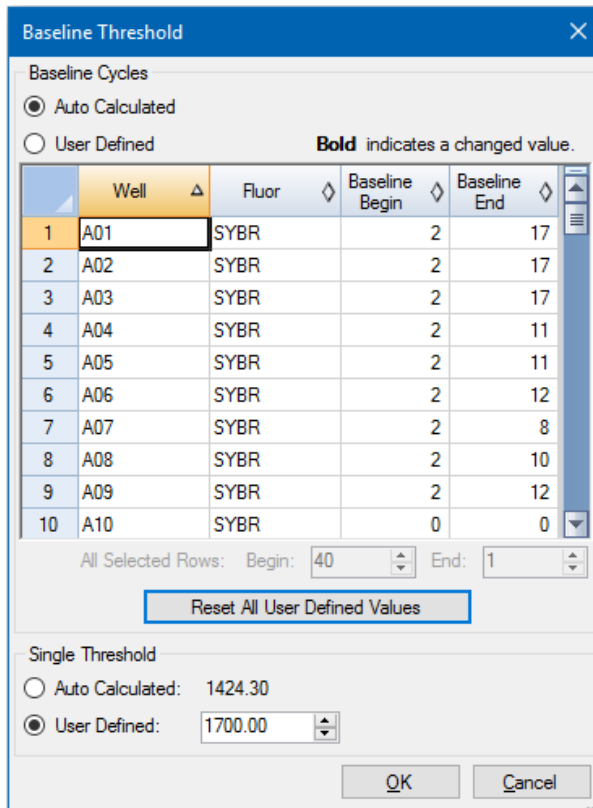 Baseline Threshold
Baseline Cycles
Auto Calculated
User Defined Bold indicates a changed value.
Well Fluor Baseline Begin Baseline End
1 A01 SYBR 2 17
2 A02 SYBR 2 17
3 A03 SYBR 2 17
4 A04 SYBR 2 11
5 A05 SYBR 2 11
6 A06 SYBR 2 12
7 A07 SYBR 2 8
8 A08 SYBR 2 10
9 A09 SYBR 2 12
10 A10 SYBR 0 0
All Selected Rows: Begin: 40 End: 1
Reset All User Defined Values
Single Threshold
Auto Calculated: 1424.30
User Defined: 1700.00
OK Cancel